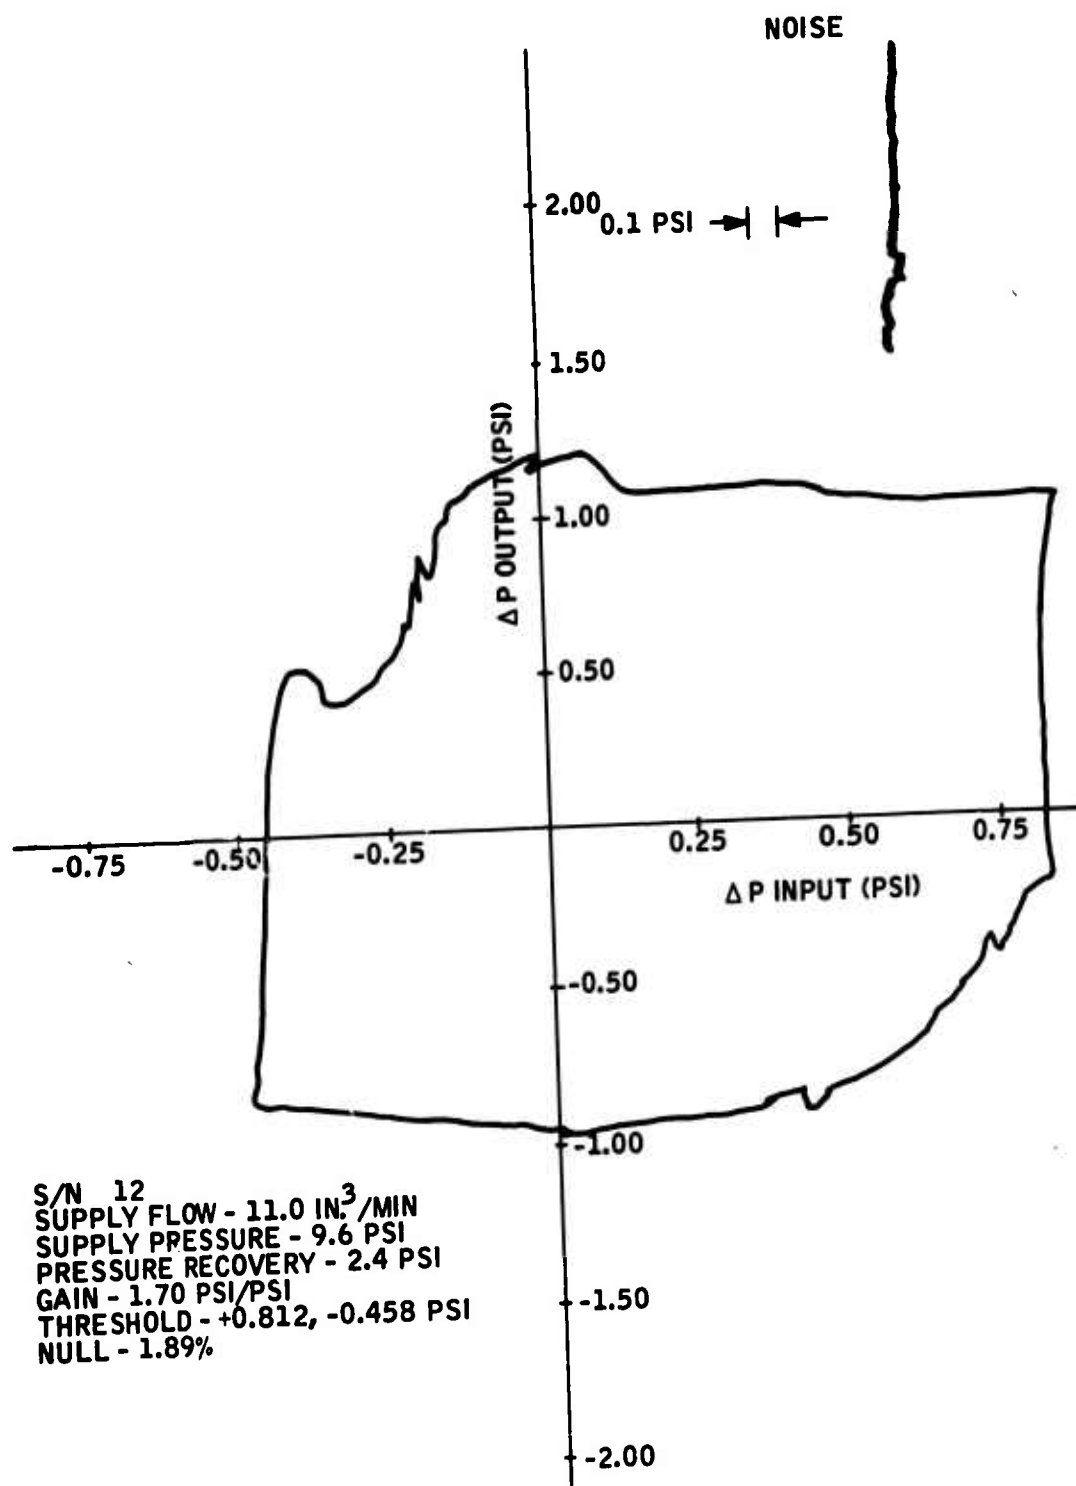 NOISE
2.00
0.1 PSI
1.50
Δ P OUTPUT (PSI)
1.00
0.50
-0.75
-0.50
-0.25
0.25
0.50
0.75
Δ P INPUT (PSI)
-0.50
-1.00
S/N 12
SUPPLY FLOW - 11.0 IN.³/MIN
SUPPLY PRESSURE - 9.6 PSI
PRESSURE RECOVERY - 2.4 PSI
GAIN - 1.70 PSI/PSI
THRESHOLD - +0.812, -0.458 PSI
NULL - 1.89%
-1.50
-2.00